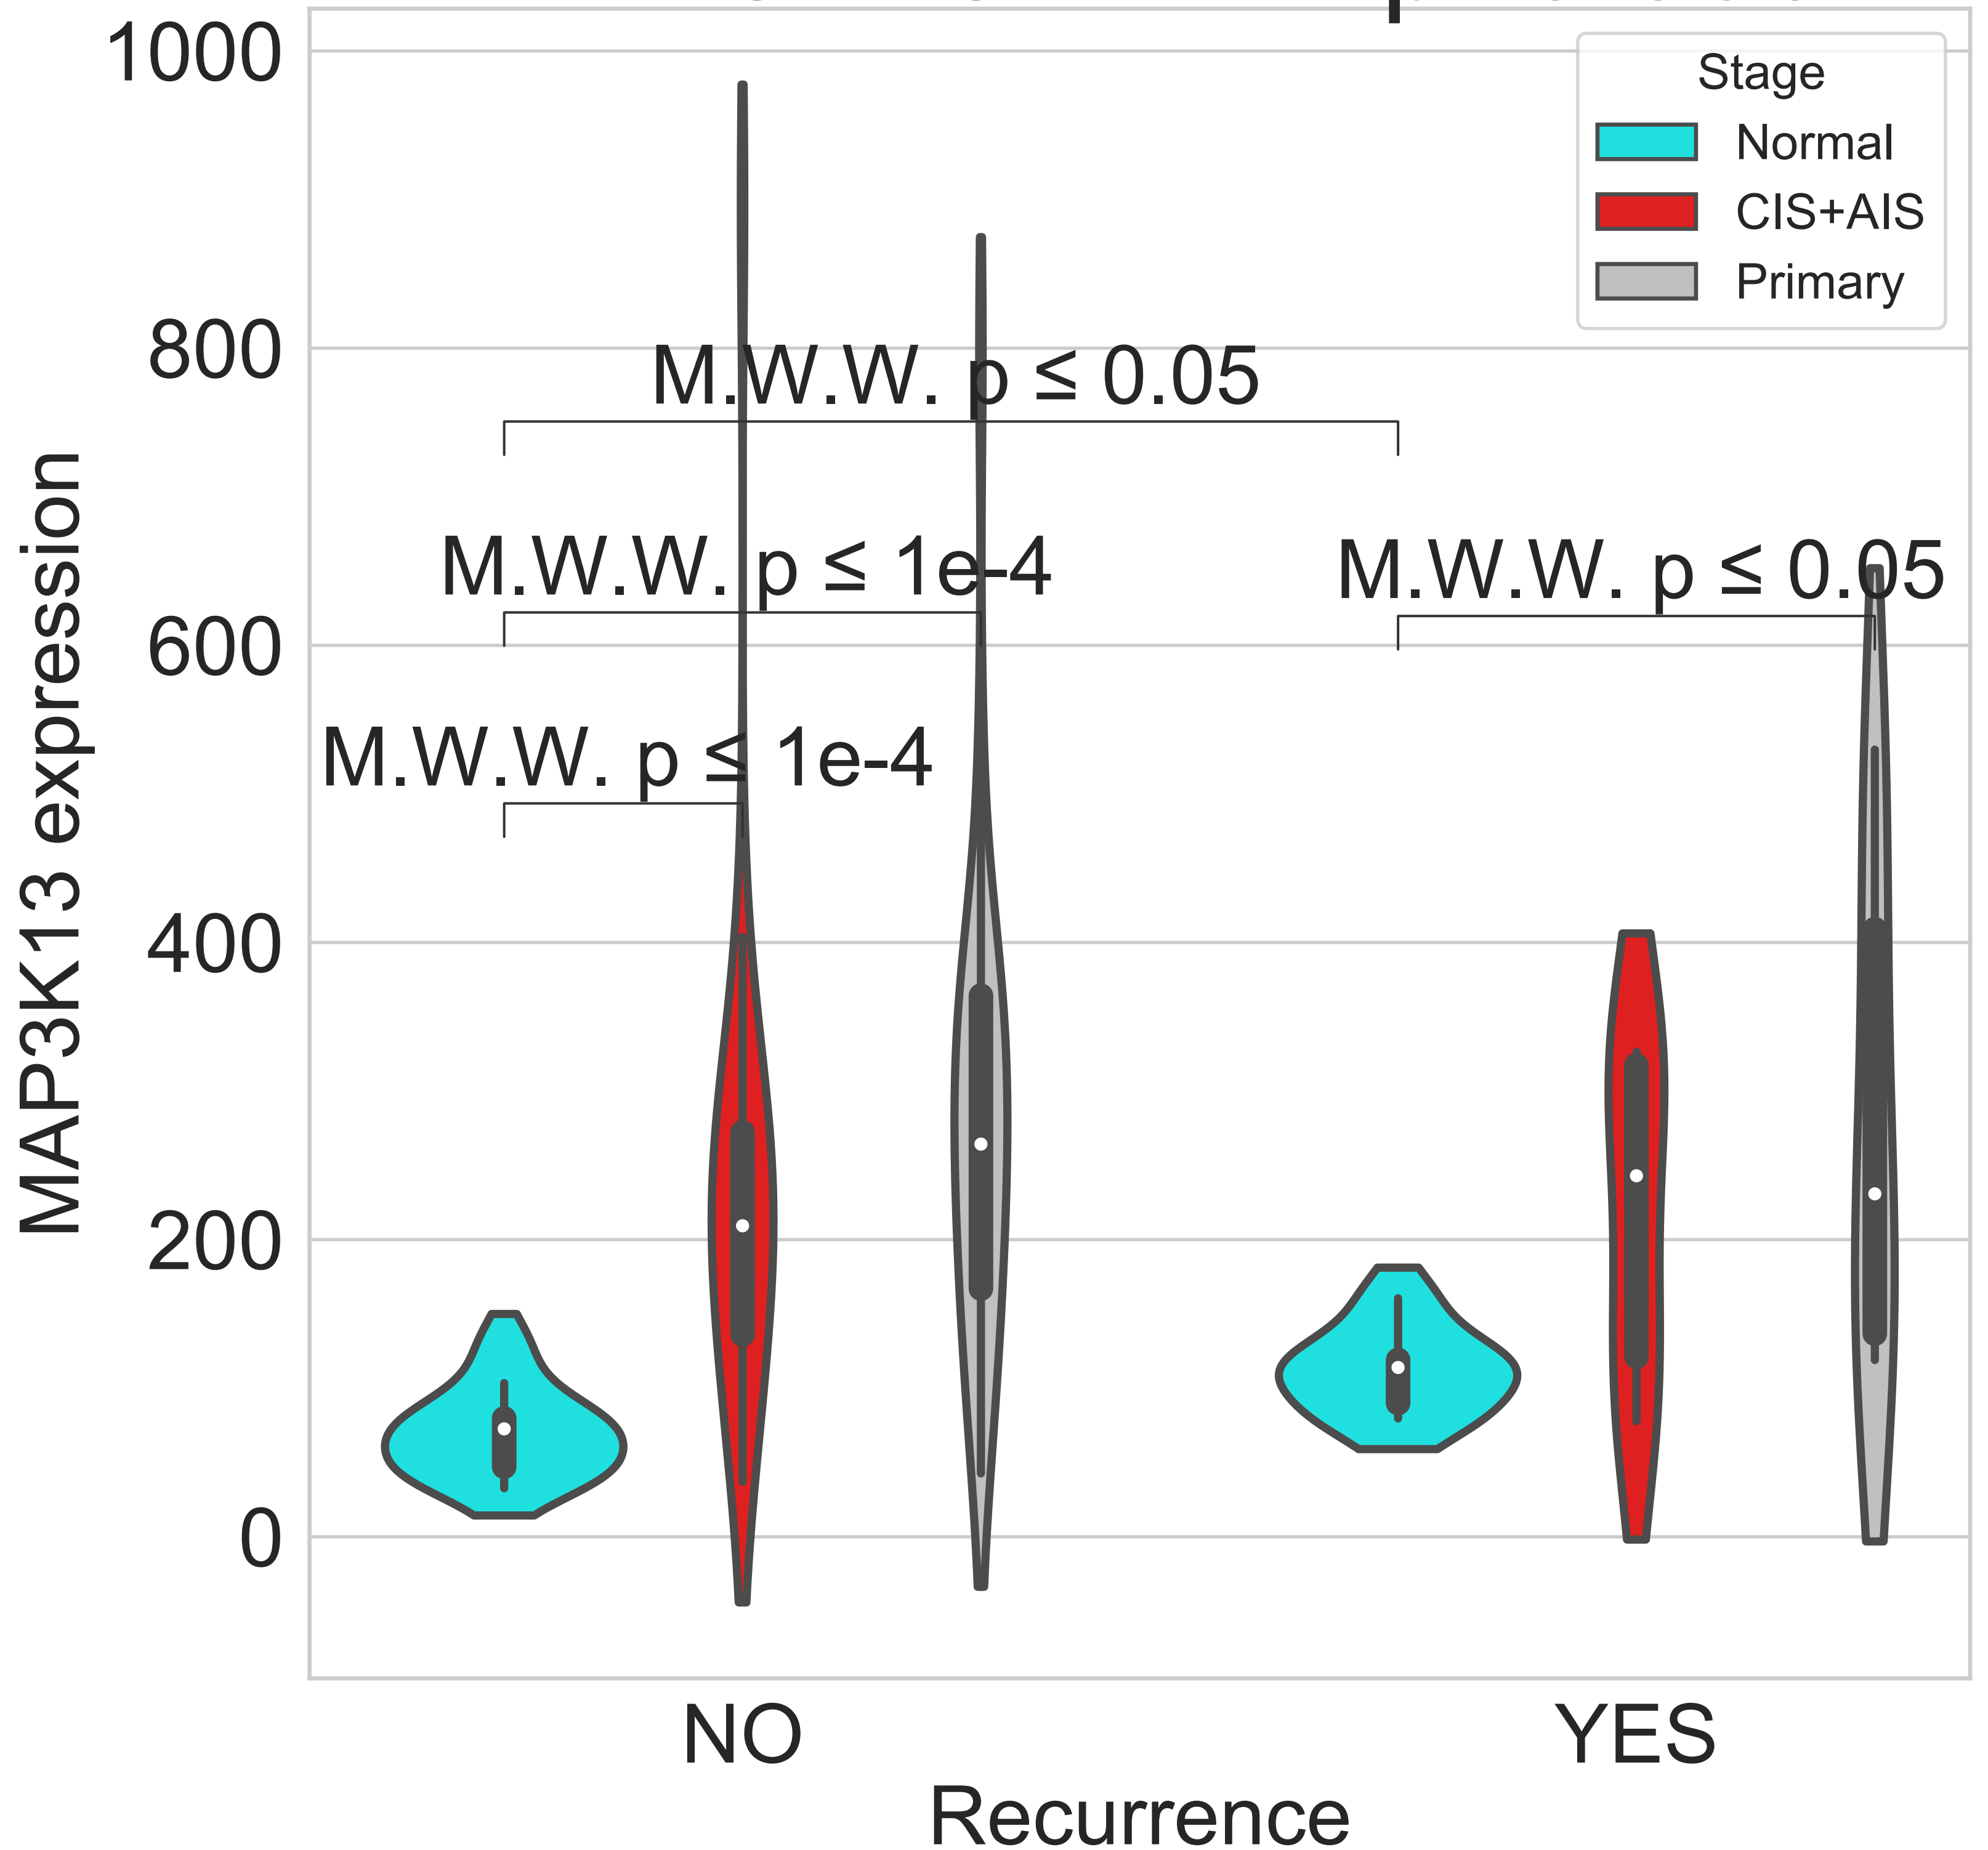 1000
800
600
400
200
0
MAP3K13 expression
Stage
Normal
CIS+AIS
Primary
M.W.W. p ≤ 0.05
M.W.W. p ≤ 1e-4
M.W.W. p ≤ 0.05
M.W.W. p ≤ 1e-4
NO
YES
Recurrence